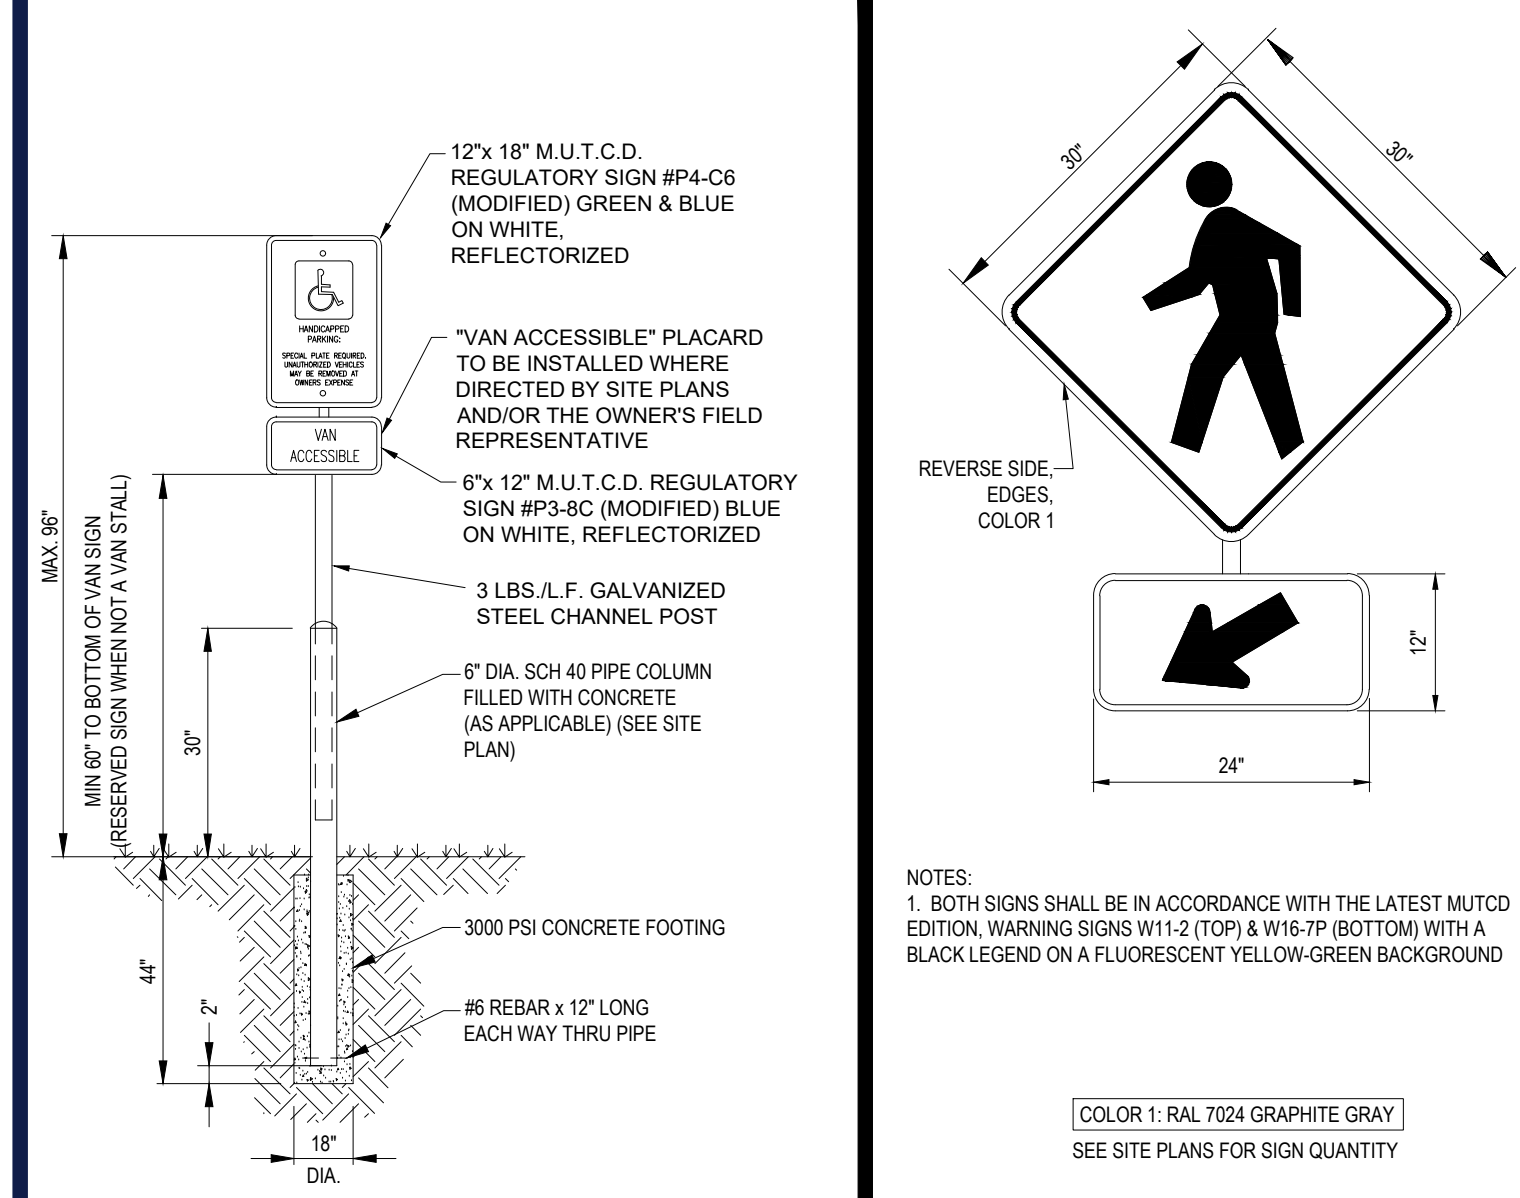 12"x 18" M.U.T.C.D.
REGULATORY SIGN #P4-C6
(MODIFIED) GREEN & BLUE
ON WHITE,
REFLECTORIZED
HANDICAPPED
PARKING:
SPECIAL PLATE REQUIRED.
UNAUTHORIZED VEHICLES
MAY BE REMOVED AT
OWNERS EXPENSE
VAN
ACCESSIBLE
"VAN ACCESSIBLE" PLACARD
TO BE INSTALLED WHERE
DIRECTED BY SITE PLANS
AND/OR THE OWNER'S FIELD
REPRESENTATIVE
6"x 12" M.U.T.C.D. REGULATORY
SIGN #P3-8C (MODIFIED) BLUE
ON WHITE, REFLECTORIZED
3 LBS./L.F. GALVANIZED
STEEL CHANNEL POST
6" DIA. SCH 40 PIPE COLUMN
FILLED WITH CONCRETE
(AS APPLICABLE) (SEE SITE
PLAN)
MAX. 96"
MIN 60" TO BOTTOM OF VAN SIGN
(RESERVED SIGN WHEN NOT A VAN STALL)
30"
3000 PSI CONCRETE FOOTING
#6 REBAR x 12" LONG
EACH WAY THRU PIPE
44"
2"
18"
DIA.
30"
30"
REVERSE SIDE,
EDGES,
COLOR 1
12"
24"
NOTES:
1. BOTH SIGNS SHALL BE IN ACCORDANCE WITH THE LATEST MUTCD
EDITION, WARNING SIGNS W11-2 (TOP) & W16-7P (BOTTOM) WITH A
BLACK LEGEND ON A FLUORESCENT YELLOW-GREEN BACKGROUND
COLOR 1: RAL 7024 GRAPHITE GRAY
SEE SITE PLANS FOR SIGN QUANTITY